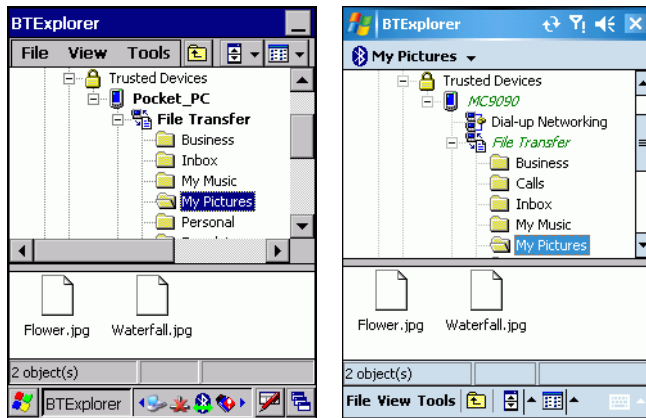 BTExplorer
File View Tools
Trusted Devices
Pocket_PC
File Transfer
Business
Inbox
My Music
My Pictures
Personal
Flower.jpg Waterfall.jpg
2 object(s)
BTExplorer
BTExplorer
My Pictures
Trusted Devices
MC9090
Dial-up Networking
File Transfer
Business
Calls
Inbox
My Music
My Pictures
Flower.jpg Waterfall.jpg
2 object(s)
File View Tools